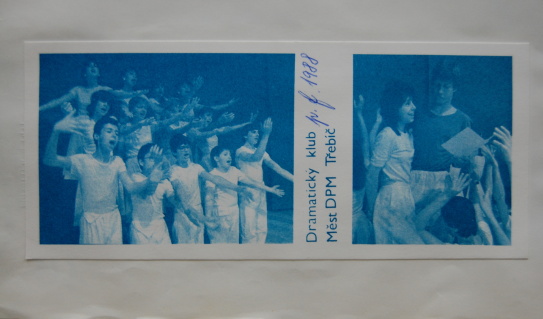 Dramatický klub p. f. 1988
Měst DPM Třebíč